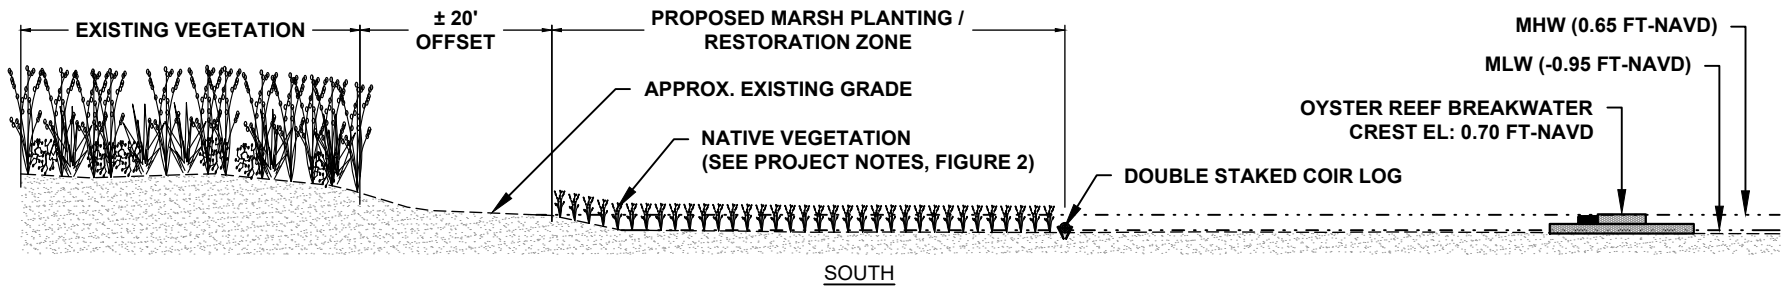 EXISTING VEGETATION
± 20'
OFFSET
PROPOSED MARSH PLANTING /
RESTORATION ZONE
MHW (0.65 FT-NAVD)
MLW (-0.95 FT-NAVD)
APPROX. EXISTING GRADE
OYSTER REEF BREAKWATER
CREST EL: 0.70 FT-NAVD
NATIVE VEGETATION
(SEE PROJECT NOTES, FIGURE 2)
DOUBLE STAKED COIR LOG
SOUTH